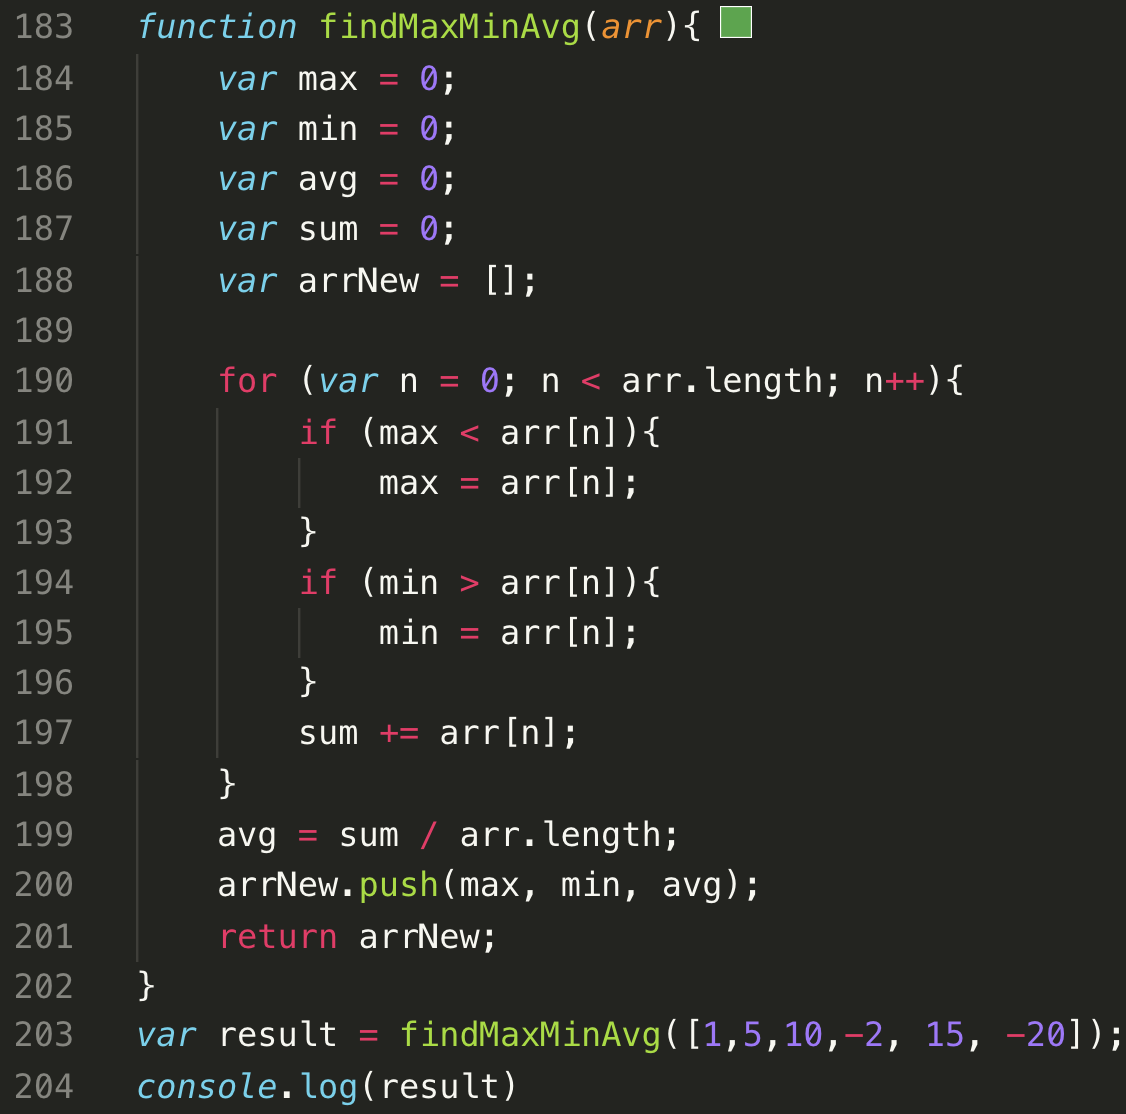 183 function findMaxMinAvg(arr){
184 var max = 0;
185 var min = 0;
186 var avg = 0;
187 var sum = 0;
188 var arrNew = [];
189
190 for (var n = 0; n < arr.length; n++){
191 if (max < arr[n]){
192 max = arr[n];
193 }
194 if (min > arr[n]){
195 min = arr[n];
196 }
197 sum += arr[n];
198 }
199 avg = sum / arr.length;
200 arrNew.push(max, min, avg);
201 return arrNew;
202 }
203 var result = findMaxMinAvg([1,5,10,-2, 15, -20]);
204 console.log(result)